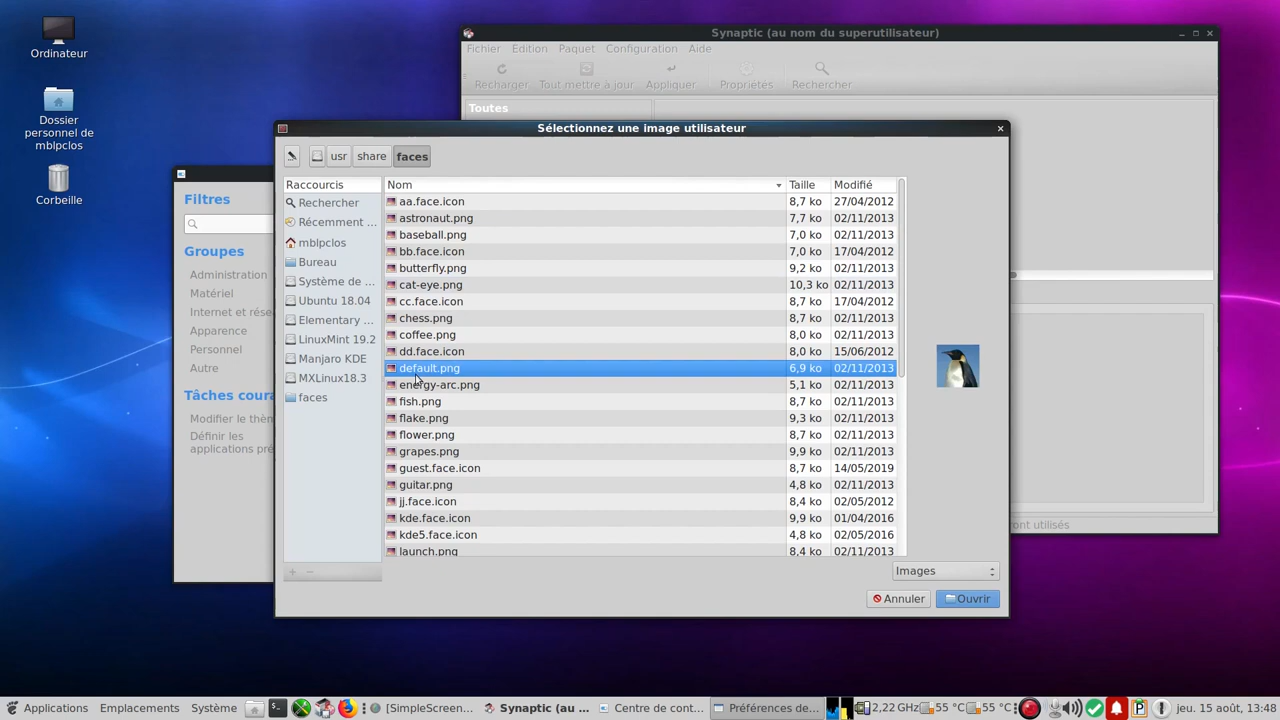 Ordinateur
Dossier
personnel de
mblpclos
Corbeille
Synaptic (au nom du superutilisateur)
Fichier Edition Paquet Configuration Aide
Recharger Tout mettre à jour Appliquer Propriétés Rechercher
Toutes
Filtres
Groupes
Administration
Matériel
Internet et rése
Apparence
Personnel
Autre
Tâches coura
Modifier le thèn
Définir les
applications pré
ront utilisés
Sélectionnez une image utilisateur
usr share faces
Raccourcis
Rechercher
Récemment ...
mblpclos
Bureau
Système de ...
Ubuntu 18.04
Elementary ...
LinuxMint 19.2
Manjaro KDE
MXLinux18.3
faces
Nom Taille Modifié
aa.face.icon 8,7 ko 27/04/2012
astronaut.png 7,7 ko 02/11/2013
baseball.png 7,0 ko 02/11/2013
bb.face.icon 7,0 ko 17/04/2012
butterfly.png 9,2 ko 02/11/2013
cat-eye.png 10,3 ko 02/11/2013
cc.face.icon 8,7 ko 17/04/2012
chess.png 8,7 ko 02/11/2013
coffee.png 8,0 ko 02/11/2013
dd.face.icon 8,0 ko 15/06/2012
default.png 6,9 ko 02/11/2013
energy-arc.png 5,1 ko 02/11/2013
fish.png 8,7 ko 02/11/2013
flake.png 9,3 ko 02/11/2013
flower.png 8,7 ko 02/11/2013
grapes.png 9,9 ko 02/11/2013
guest.face.icon 8,7 ko 14/05/2019
guitar.png 4,8 ko 02/11/2013
jj.face.icon 8,4 ko 02/05/2012
kde.face.icon 9,9 ko 01/04/2016
kde5.face.icon 4,8 ko 02/05/2016
launch.png 8,4 ko 02/11/2013
Images
Annuler Ouvrir
Applications Emplacements Système [SimpleScreen... Synaptic (au ... Centre de cont... Préférences de... 2,22 GHz 55 °C 55 °C jeu. 15 août, 13:48